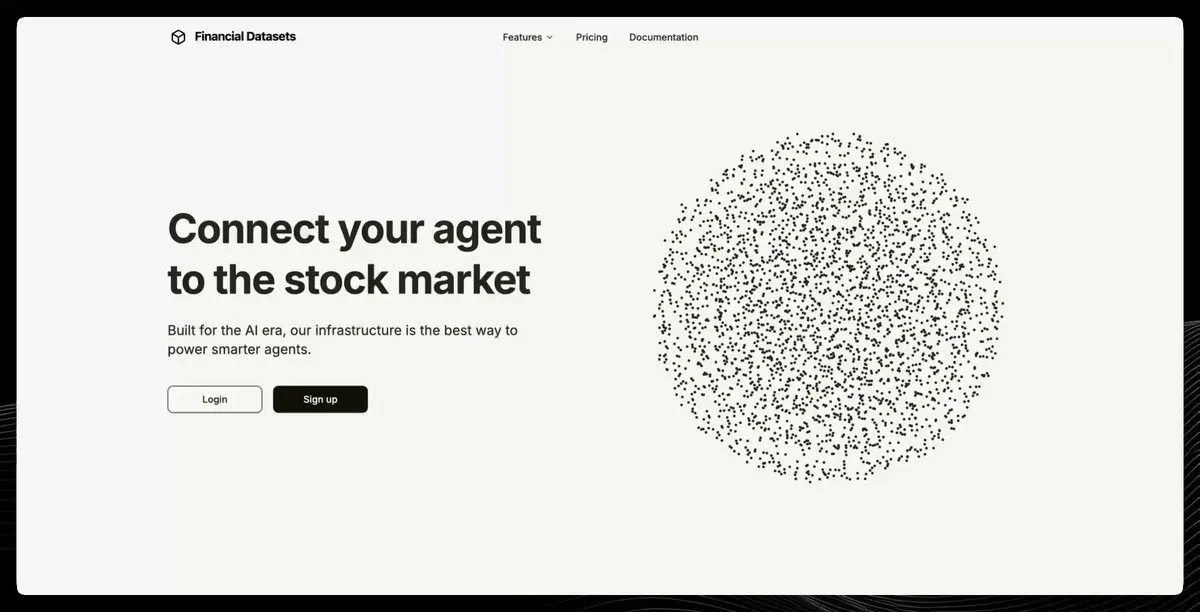 Financial Datasets
Features
Pricing
Documentation
Connect your agent
to the stock market
Built for the AI era, our infrastructure is the best way to
power smarter agents.
Login
Sign up